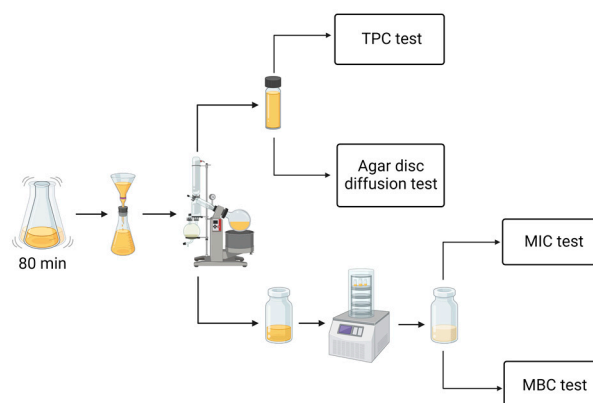 TPC test
Agar disc
diffusion test
80 min
MIC test
MBC test